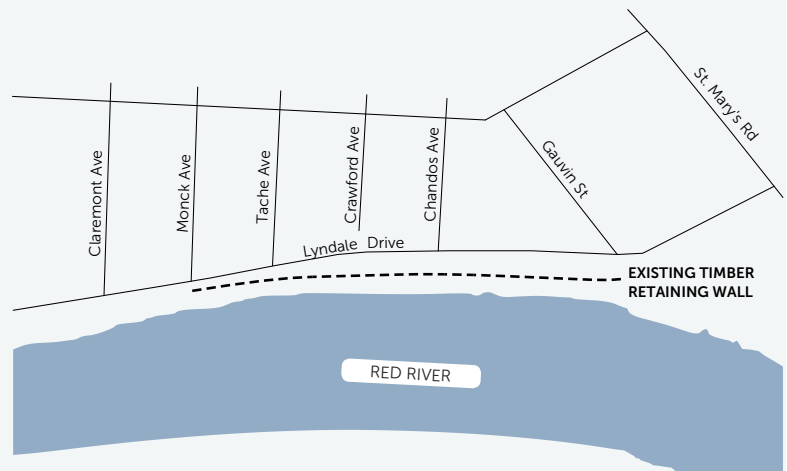 St. Mary's Rd
Claremont Ave
Monck Ave
Tache Ave
Crawford Ave
Chandos Ave
Gauvin St
Lyndale Drive
EXISTING TIMBER
RETAINING WALL
RED RIVER